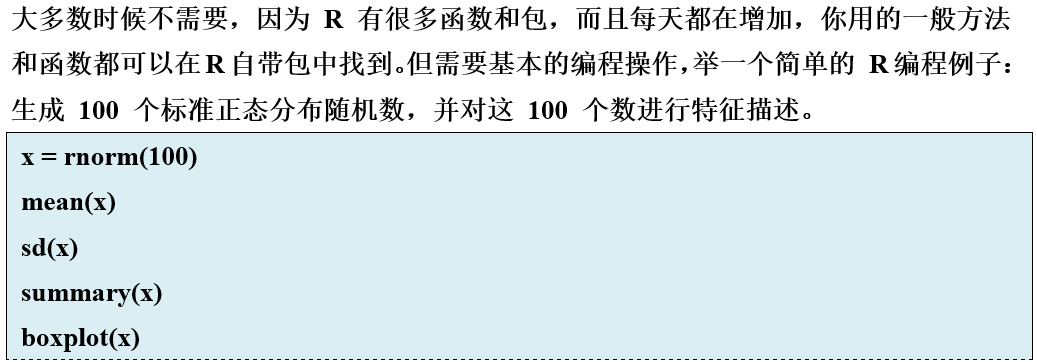 大多数时候不需要，因为 R 有很多函数和包，而且每天都在增加，你用的一般方法
和函数都可以在R自带包中找到。但需要基本的编程操作，举一个简单的 R编程例子：
生成 100 个标准正态分布随机数，并对这 100 个数进行特征描述。
x = rnorm(100)
mean(x)
sd(x)
summary(x)
boxplot(x)